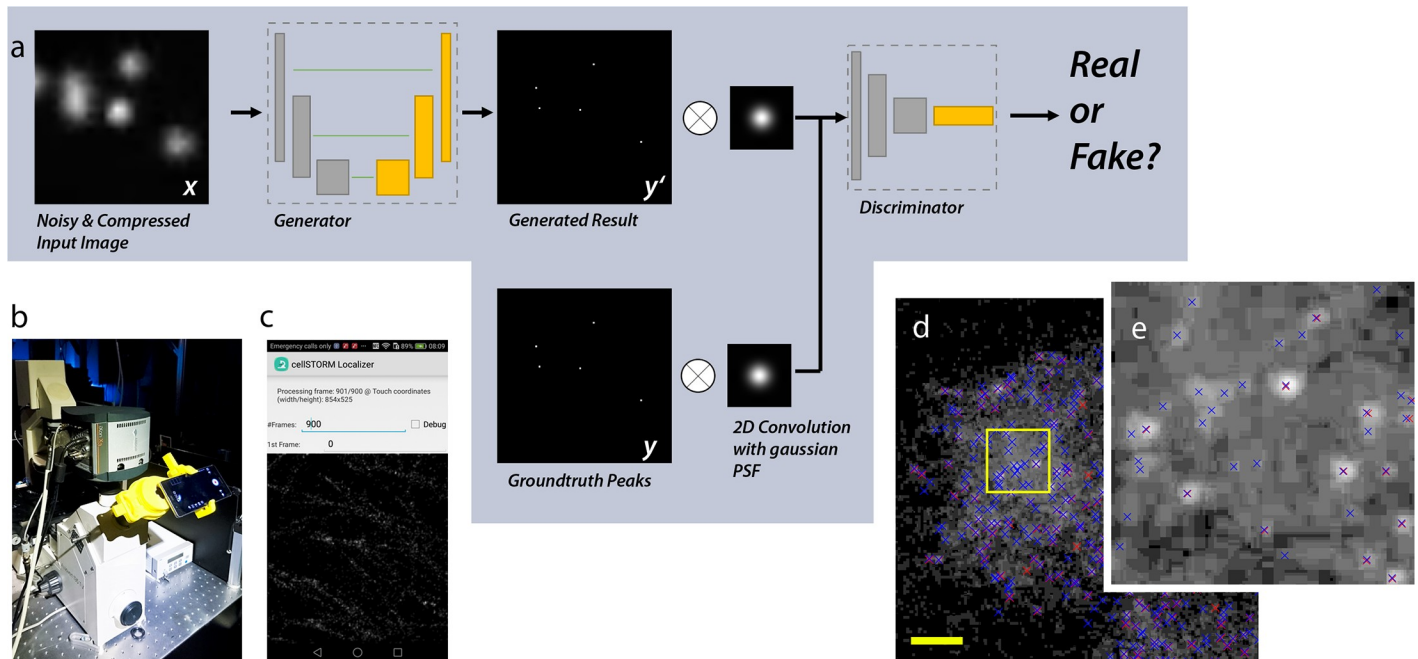 a
x
Noisy & Compressed
Input Image
Generator
y‘
Generated Result
Real
or
Fake?
Discriminator
y
Groundtruth Peaks
2D Convolution
with gaussian
PSF
b
c
Emergency calls only
89%
08:09
cellSTORM Localizer
Processing frame: 901/900 @ Touch coordinates
(width/height): 854x525
#Frames: 900
Debug
1st Frame: 0
d
e